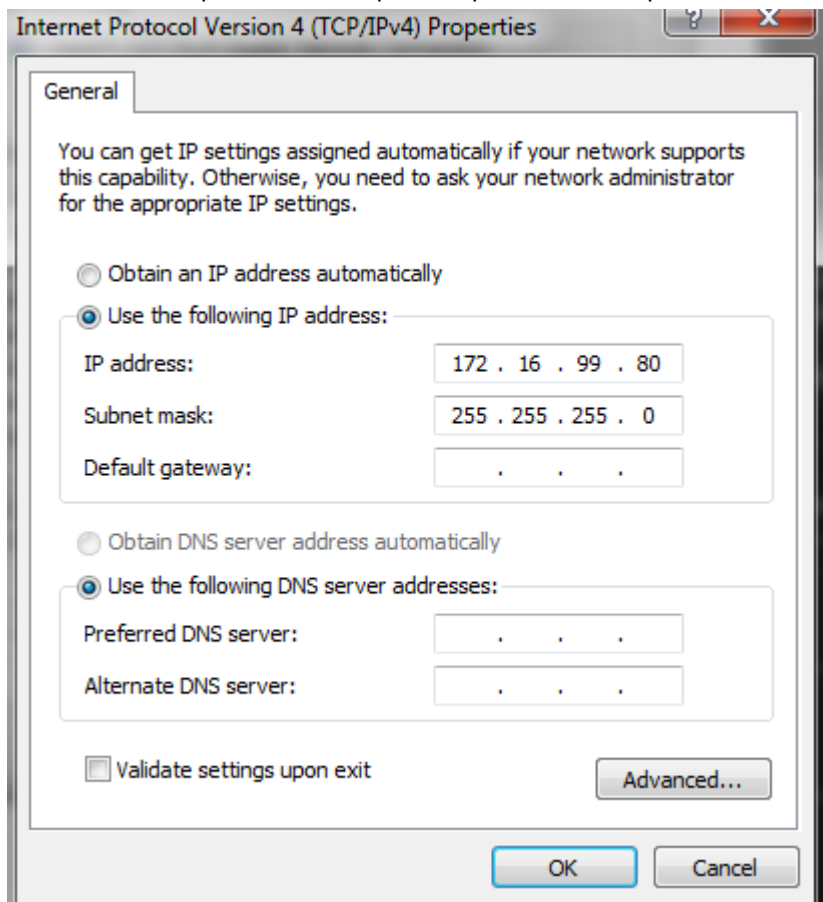 Internet Protocol Version 4 (TCP/IPv4) Properties
General
You can get IP settings assigned automatically if your network supports
this capability. Otherwise, you need to ask your network administrator
for the appropriate IP settings.
Obtain an IP address automatically
Use the following IP address:
IP address: 172 . 16 . 99 . 80
Subnet mask: 255 . 255 . 255 . 0
Default gateway: . . .
Obtain DNS server address automatically
Use the following DNS server addresses:
Preferred DNS server: . . .
Alternate DNS server: . . .
Validate settings upon exit
Advanced...
OK Cancel